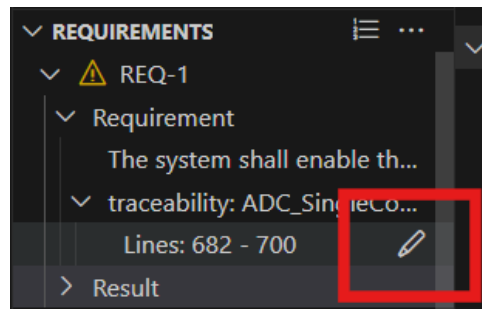 REQUIREMENTS
REQ-1
Requirement
The system shall enable th...
traceability: ADC_SingleCo...
Lines: 682 - 700
Result